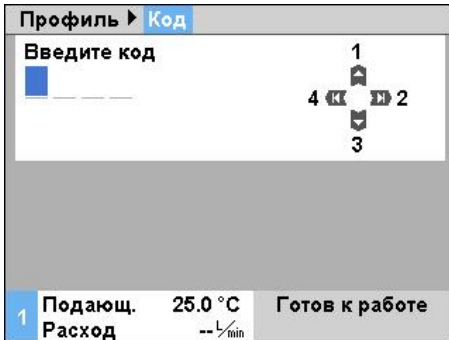 Профиль Код
Введите код
1
4 2
3
1 Подающ. 25.0 °C Готов к работе
Расход -- L/min